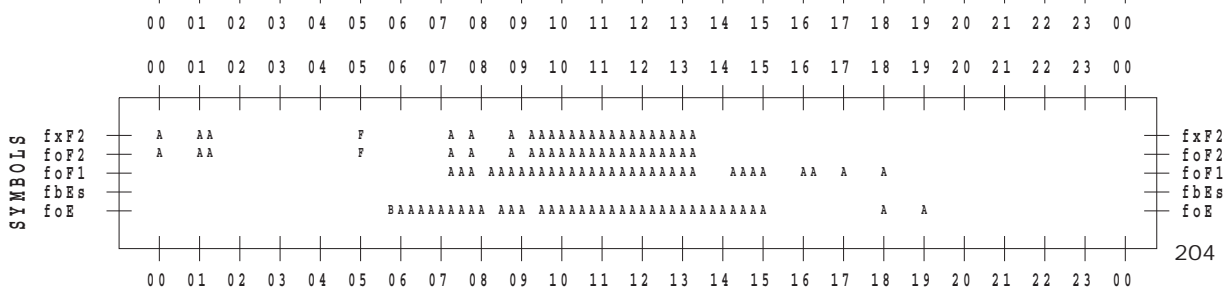 00 01 02 03 04 05 06 07 08 09 10 11 12 13 14 15 16 17 18 19 20 21 22 23 00
00 01 02 03 04 05 06 07 08 09 10 11 12 13 14 15 16 17 18 19 20 21 22 23 00
SYMBOLS
fxF2 A AA F A A A AAAAAAAAAAAAAAAAA fxF2
foF2 A AA F A A A AAAAAAAAAAAAAAAAA foF2
foF1 AAA AAAAAAAAAAAAAAAAAAAAA AAAA AA A A foF1
fbEs fbEs
foE BAAAAAAAAA AAA AAAAAAAAAAAAAAAAAAAAAAA A A foE
204
00 01 02 03 04 05 06 07 08 09 10 11 12 13 14 15 16 17 18 19 20 21 22 23 00